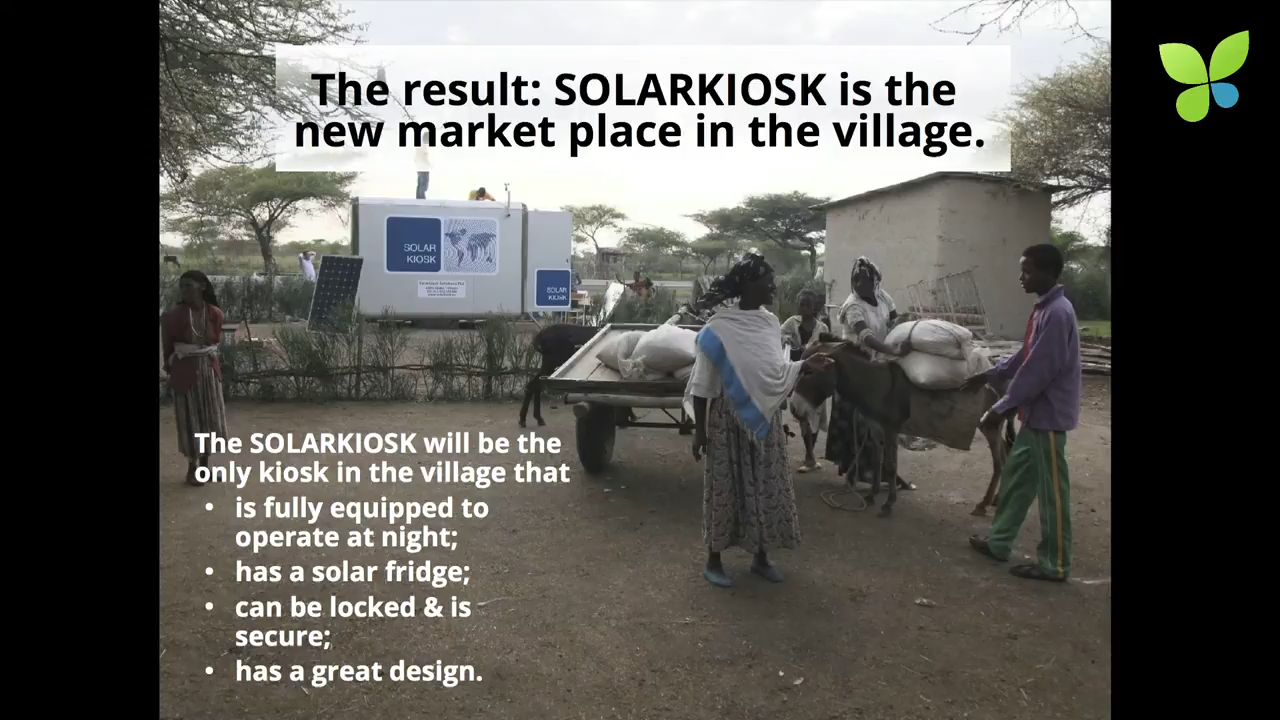 The result: SOLARKIOSK is the
new market place in the village.
SOLAR
KIOSK
SOLAR
KIOSK
The SOLARKIOSK will be the
only kiosk in the village that
• is fully equipped to
operate at night;
• has a solar fridge;
• can be locked & is
secure;
• has a great design.